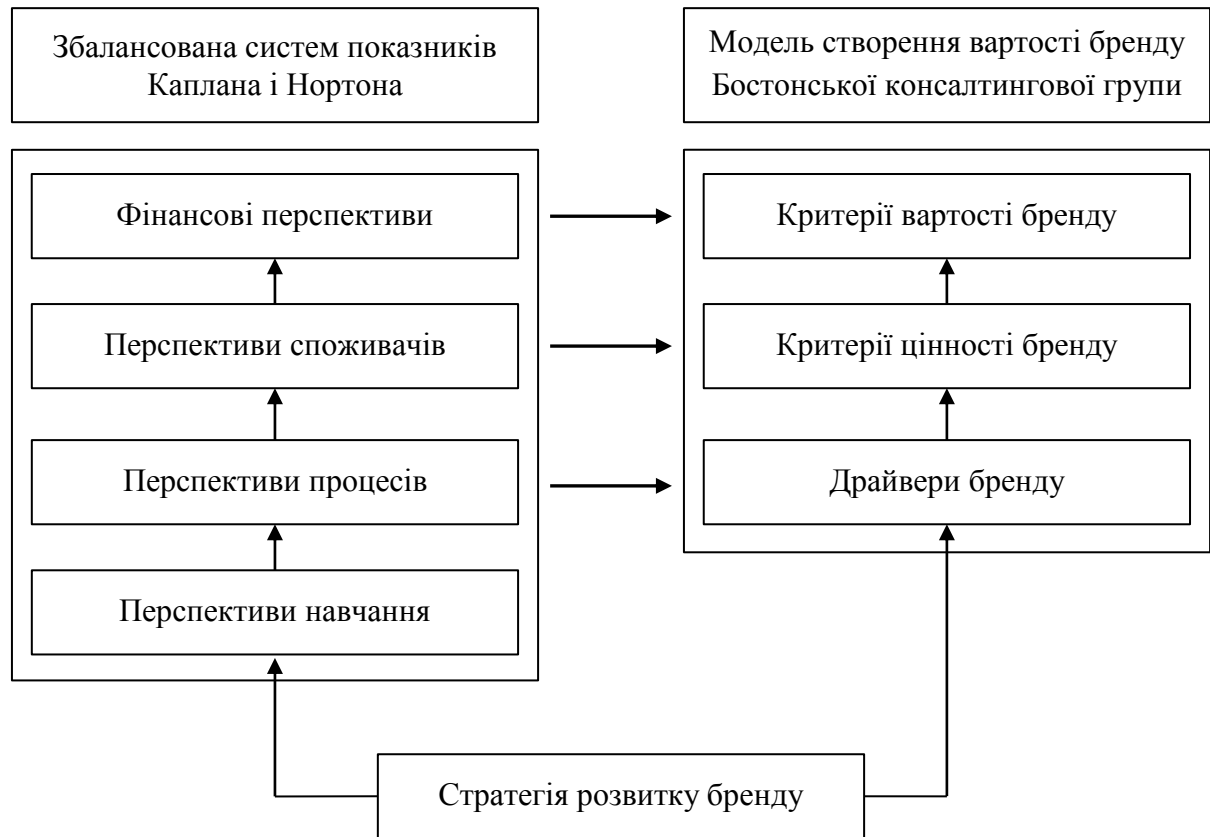 Збалансована систем показників
Каплана і Нортона
Модель створення вартості бренду
Бостонської консалтингової групи
Фінансові перспективи
Критерії вартості бренду
Перспективи споживачів
Критерії цінності бренду
Перспективи процесів
Драйвери бренду
Перспективи навчання
Стратегія розвитку бренду